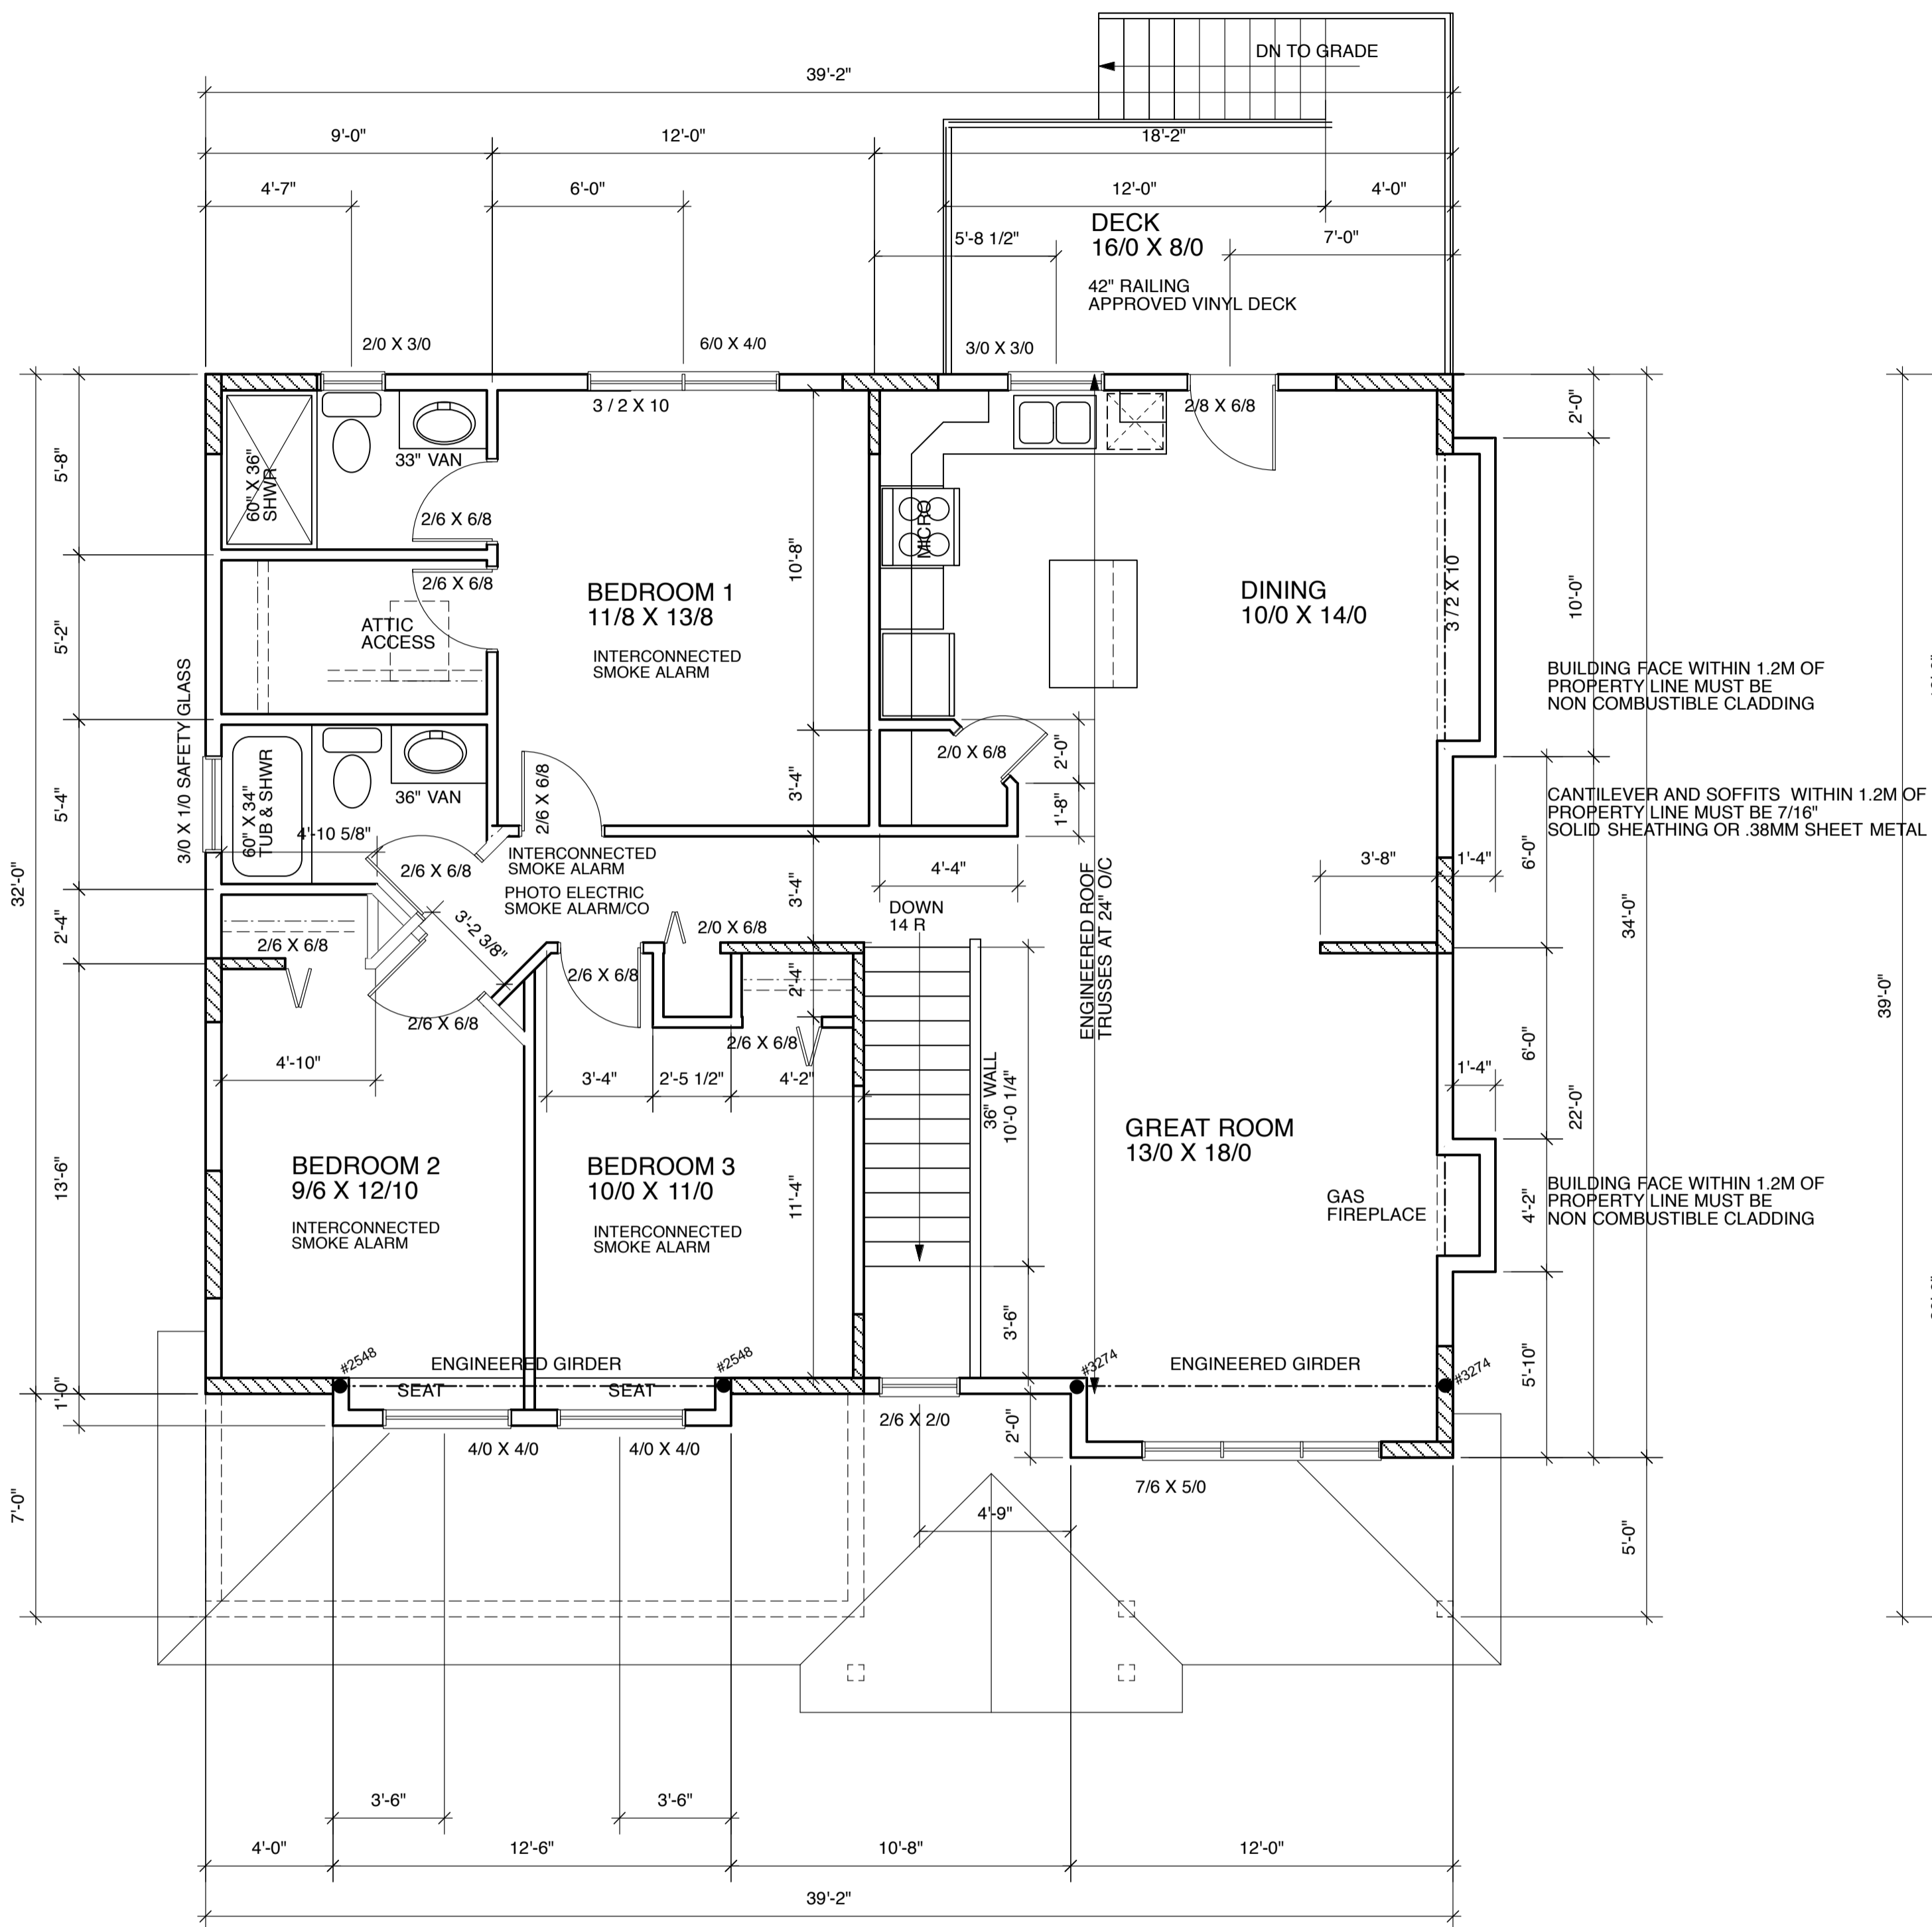 DN TO GRADE
39'-2"
9'-0"
12'-0"
18'-2"
4'-7"
6'-0"
12'-0"
4'-0"
DECK
16/0 X 8/0
5'-8 1/2"
7'-0"
42" RAILING
APPROVED VINYL DECK
2/0 X 3/0
6/0 X 4/0
3/0 X 3/0
3 / 2 X 10
2/8 X 6/8
2'-0"
5'-8"
60" X 36"
SHWR
33" VAN
2/6 X 6/8
MICRO
10'-8"
2/6 X 6/8
BEDROOM 1
11/8 X 13/8
DINING
10/0 X 14/0
3 / 2 X 10
10'-0"
5'-2"
ATTIC
ACCESS
INTERCONNECTED
SMOKE ALARM
BUILDING FACE WITHIN 1.2M OF
PROPERTY LINE MUST BE
NON COMBUSTIBLE CLADDING
3/0 X 1/0 SAFETY GLASS
2/0 X 6/8
2'-0"
3'-4"
1'-8"
5'-4"
60" X 34"
TUB & SHWR
36" VAN
2/6 X 6/8
CANTILEVER AND SOFFITS WITHIN 1.2M OF
PROPERTY LINE MUST BE 7/16"
SOLID SHEATHING OR .38MM SHEET METAL
4'-10 5/8"
2/6 X 6/8
INTERCONNECTED
SMOKE ALARM
PHOTO ELECTRIC
SMOKE ALARM/CO
3'-4"
4'-4"
3'-8"
1'-4"
6'-0"
32'-0"
34'-0"
39'-0"
DOWN
14 R
2'-4"
2/6 X 6/8
3'-2 3/8"
2/0 X 6/8
ENGINEERED ROOF
TRUSSES AT 24" O/C
2/6 X 6/8
2'-4"
2/6 X 6/8
2/6 X 6/8
6'-0"
4'-10"
3'-4"
2'-5 1/2"
4'-2"
1'-4"
36" WALL
10'-0 1/4"
22'-0"
GREAT ROOM
13/0 X 18/0
BEDROOM 2
9/6 X 12/10
BEDROOM 3
10/0 X 11/0
13'-6"
11'-4"
GAS
FIREPLACE
4'-2"
BUILDING FACE WITHIN 1.2M OF
PROPERTY LINE MUST BE
NON COMBUSTIBLE CLADDING
INTERCONNECTED
SMOKE ALARM
INTERCONNECTED
SMOKE ALARM
3'-6"
#2548
ENGINEERED GIRDER
#2548
#3274
ENGINEERED GIRDER
#3274
5'-10"
1'-0"
SEAT
SEAT
2/6 X 2/0
2'-0"
4/0 X 4/0
4/0 X 4/0
7/6 X 5/0
7'-0"
4'-9"
5'-0"
3'-6"
3'-6"
4'-0"
12'-6"
10'-8"
12'-0"
39'-2"